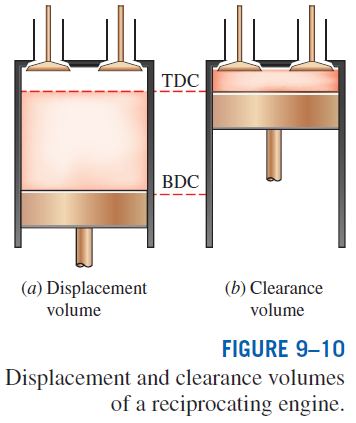 TDC
BDC
(a) Displacement
volume
(b) Clearance
volume
FIGURE 9–10
Displacement and clearance volumes
of a reciprocating engine.